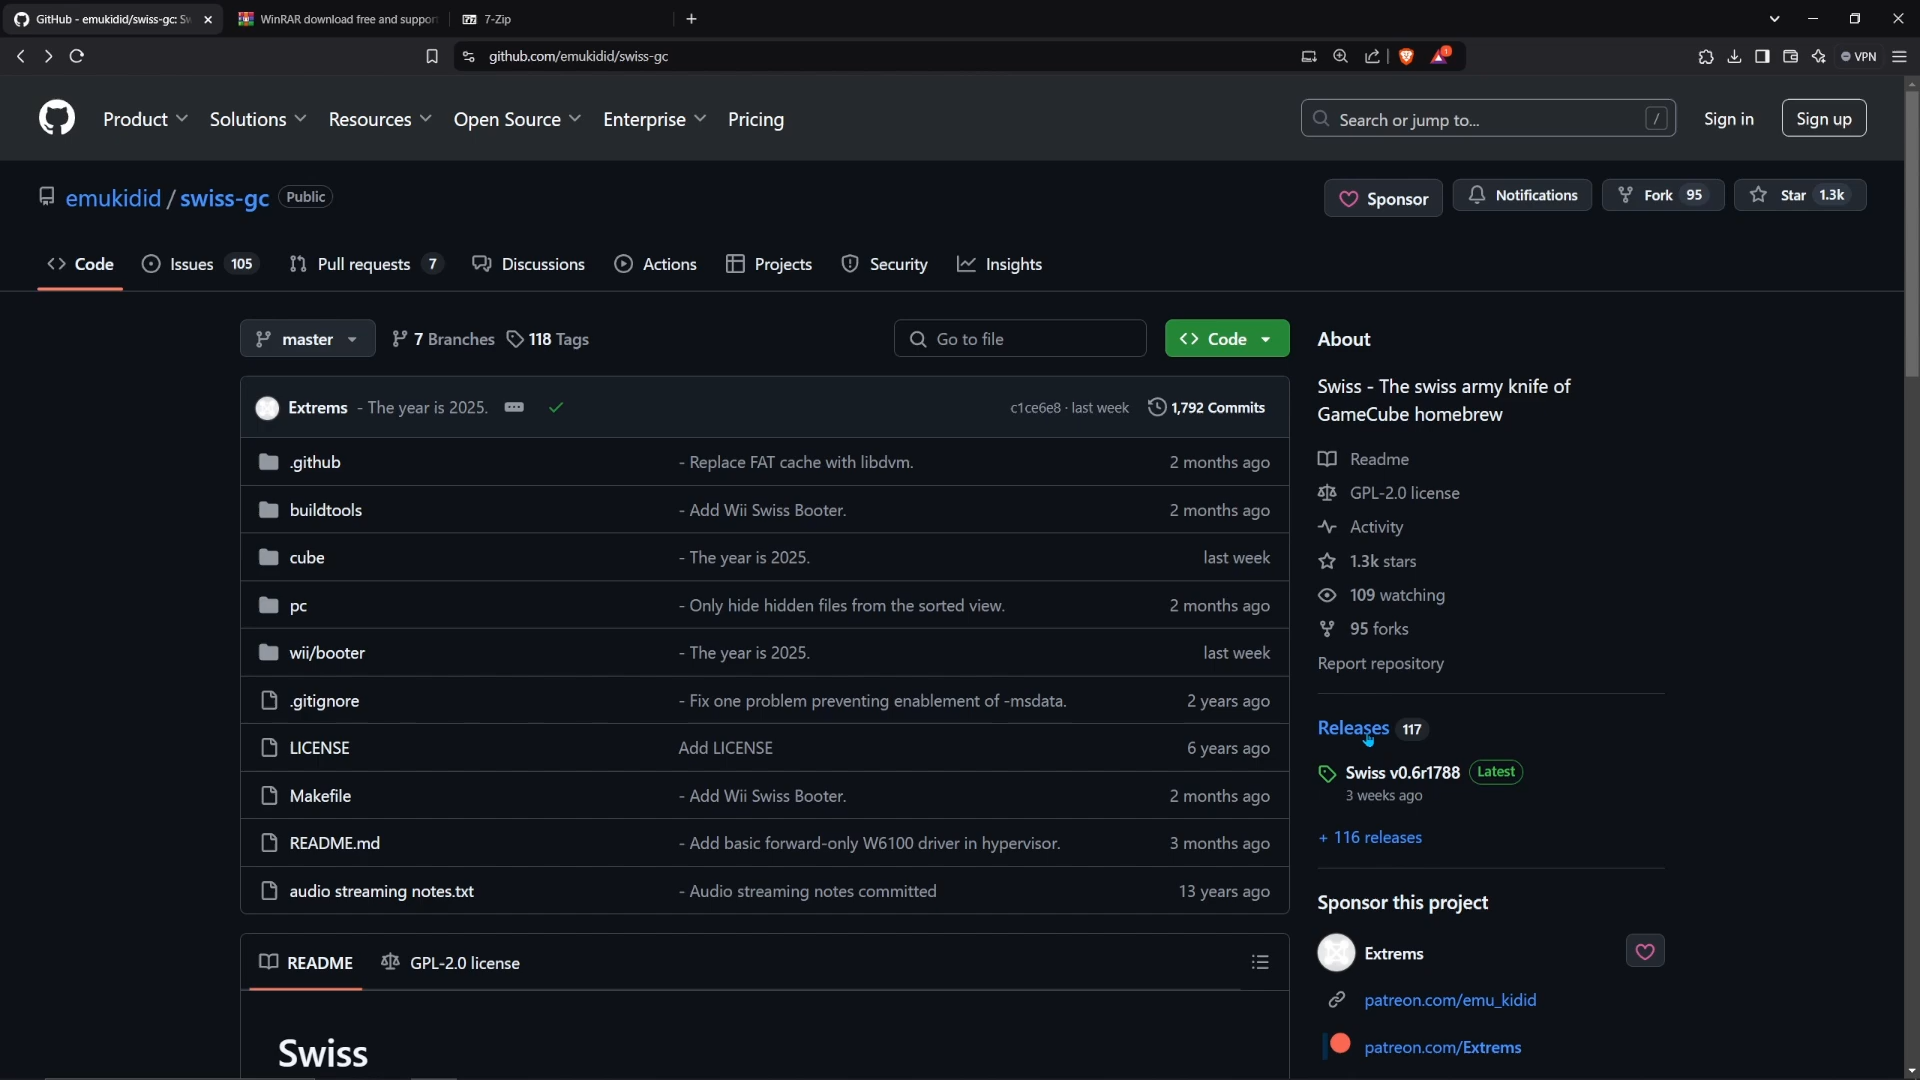 GitHub - emukidid/swiss-gc: Sw
WinRAR download free and support
7-Zip
github.com/emukidid/swiss-gc
1
VPN
Product
Solutions
Resources
Open Source
Enterprise
Pricing
Search or jump to...
/
Sign in
Sign up
emukidid / swiss-gc
Public
Sponsor
Notifications
Fork 95
Star 1.3k
Code
Issues 105
Pull requests 7
Discussions
Actions
Projects
Security
Insights
master
7 Branches
118 Tags
Go to file
Code
Extrems - The year is 2025.
c1ce6e8 · last week
1,792 Commits
.github - Replace FAT cache with libdvm. 2 months ago
buildtools - Add Wii Swiss Booter. 2 months ago
cube - The year is 2025. last week
pc - Only hide hidden files from the sorted view. 2 months ago
wii/booter - The year is 2025. last week
.gitignore - Fix one problem preventing enablement of -msdata. 2 years ago
LICENSE Add LICENSE 6 years ago
Makefile - Add Wii Swiss Booter. 2 months ago
README.md - Add basic forward-only W6100 driver in hypervisor. 3 months ago
audio streaming notes.txt - Audio streaming notes committed 13 years ago
README
GPL-2.0 license
Swiss
About
Swiss - The swiss army knife of
GameCube homebrew
Readme
GPL-2.0 license
Activity
1.3k stars
109 watching
95 forks
Report repository
Releases 117
Swiss v0.6r1788 Latest
3 weeks ago
+ 116 releases
Sponsor this project
Extrems
patreon.com/emu_kidid
patreon.com/Extrems